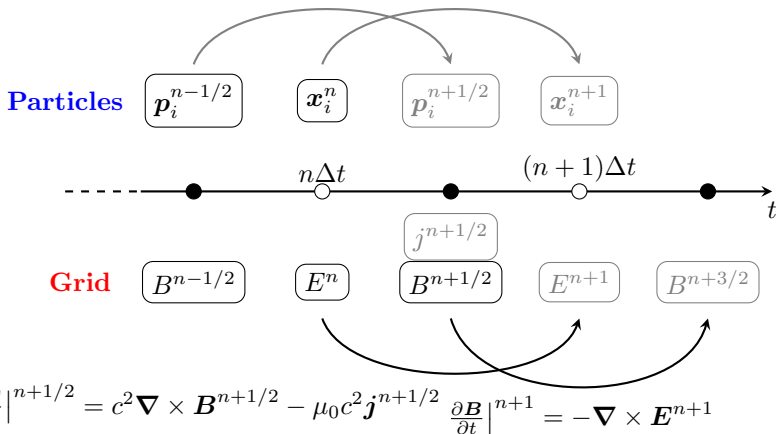 Particles p_i^{n-1/2} x_i^n p_i^{n+1/2} x_i^{n+1}
nΔt (n + 1)Δt
t
j^{n+1/2}
Grid B^{n-1/2} E^n B^{n+1/2} E^{n+1} B^{n+3/2}
|^{n+1/2} = c^2 ∇ × B^{n+1/2} − μ_0 c^2 j^{n+1/2} ∂B/∂t|^{n+1} = −∇ × E^{n+1}